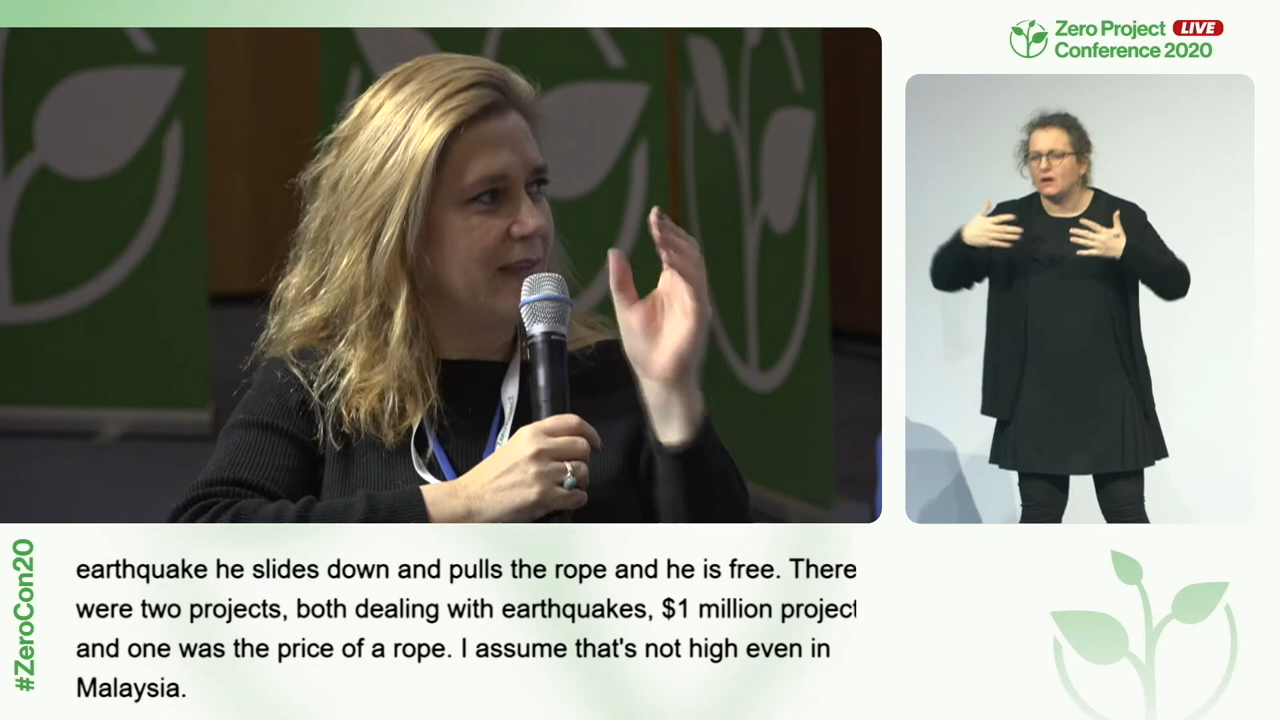 Zero Project LIVE
Conference 2020
#ZeroCon20
earthquake he slides down and pulls the rope and he is free. There
were two projects, both dealing with earthquakes, $1 million project
and one was the price of a rope. I assume that's not high even in
Malaysia.